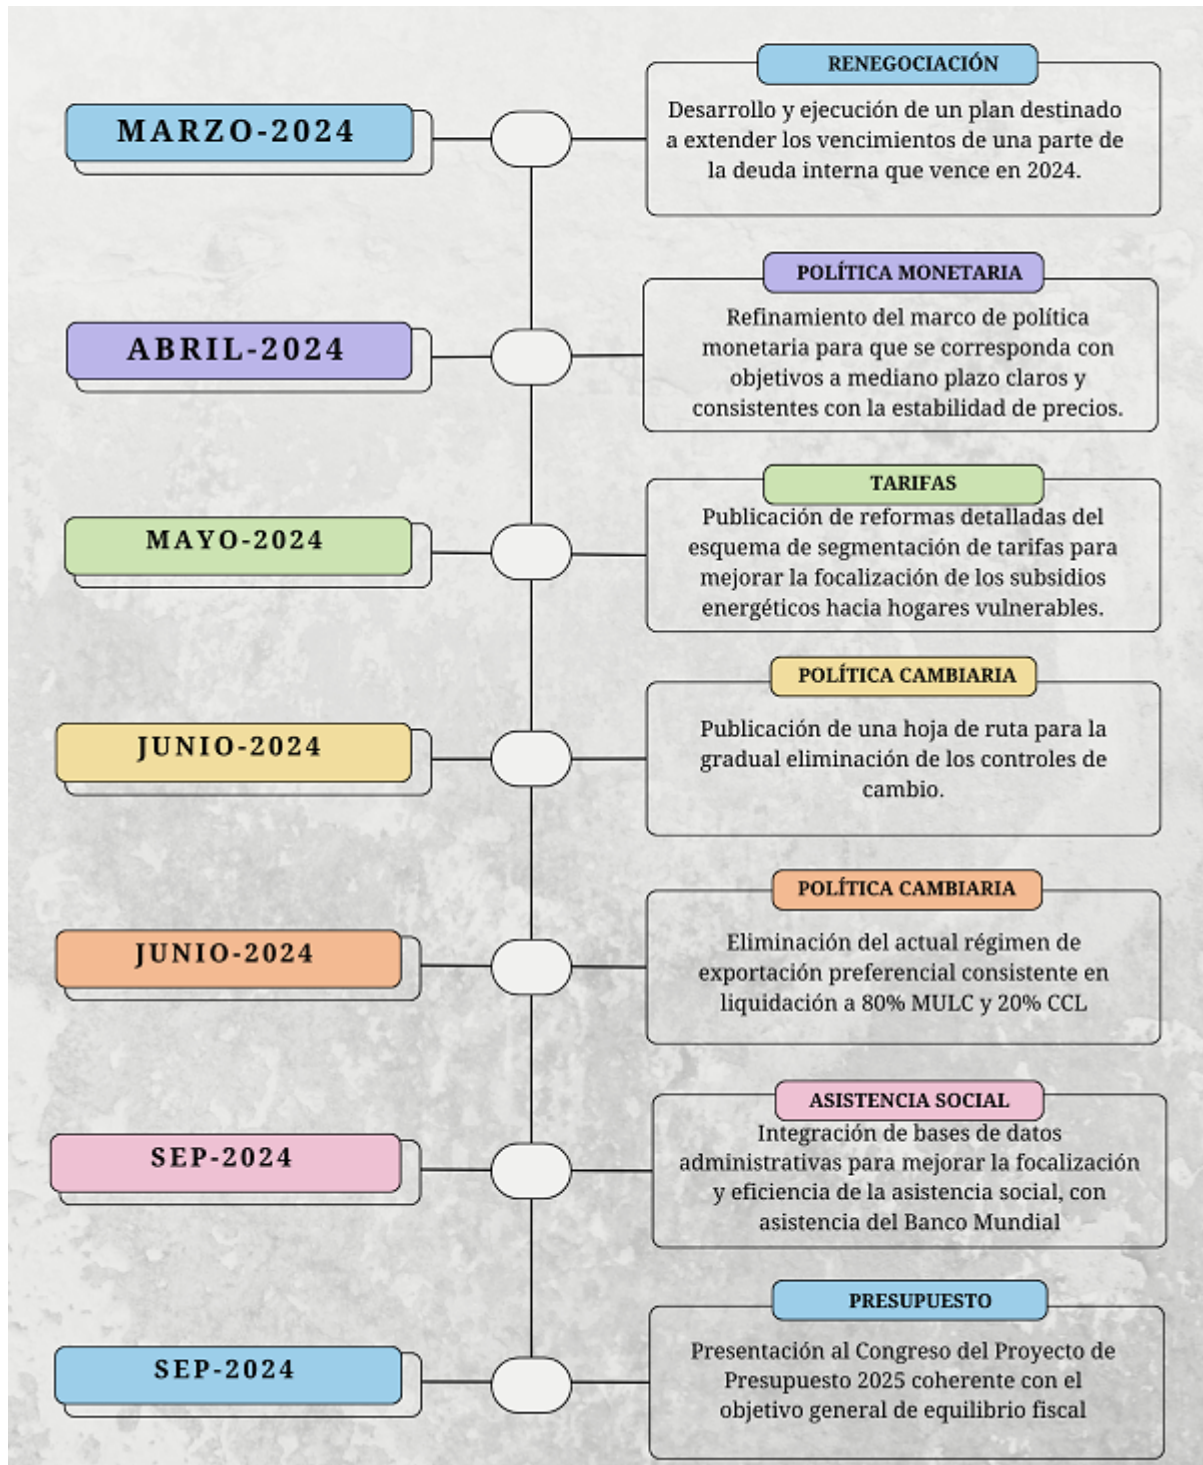 MARZO-2024
RENEGOCIACIÓN
Desarrollo y ejecución de un plan destinado
a extender los vencimientos de una parte de
la deuda interna que vence en 2024.
ABRIL-2024
POLÍTICA MONETARIA
Refinamiento del marco de política
monetaria para que se corresponda con
objetivos a mediano plazo claros y
consistentes con la estabilidad de precios.
MAYO-2024
TARIFAS
Publicación de reformas detalladas del
esquema de segmentación de tarifas para
mejorar la focalización de los subsidios
energéticos hacia hogares vulnerables.
JUNIO-2024
POLÍTICA CAMBIARIA
Publicación de una hoja de ruta para la
gradual eliminación de los controles de
cambio.
JUNIO-2024
POLÍTICA CAMBIARIA
Eliminación del actual régimen de
exportación preferencial consistente en
liquidación a 80% MULC y 20% CCL
SEP-2024
ASISTENCIA SOCIAL
Integración de bases de datos
administrativas para mejorar la focalización
y eficiencia de la asistencia social, con
asistencia del Banco Mundial
SEP-2024
PRESUPUESTO
Presentación al Congreso del Proyecto de
Presupuesto 2025 coherente con el
objetivo general de equilibrio fiscal